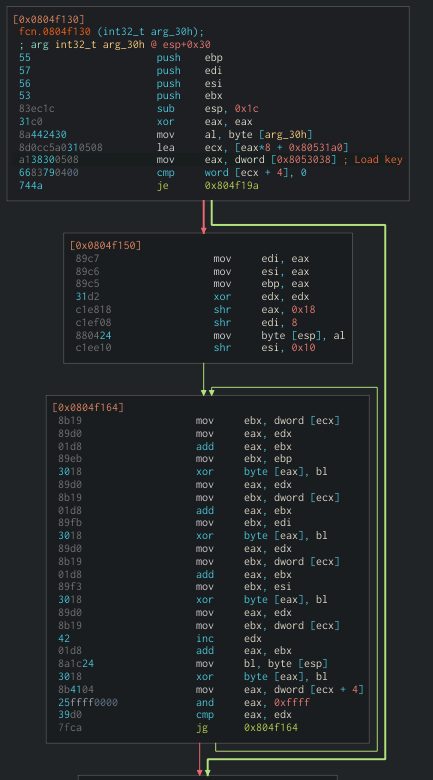 [0x0804f130]
fcn.0804f130 (int32_t arg_30h);
; arg int32_t arg_30h @ esp+0x30
55 push ebp
57 push edi
56 push esi
53 push ebx
83ec1c sub esp, 0x1c
31c0 xor eax, eax
8a442430 mov al, byte [arg_30h]
8d0cc5a0310508 lea ecx, [eax*8 + 0x80531a0]
a138300508 mov eax, dword [0x8053038] ; Load key
6683790400 cmp word [ecx + 4], 0
744a je 0x804f19a
[0x0804f150]
89c7 mov edi, eax
89c6 mov esi, eax
89c5 mov ebp, eax
31d2 xor edx, edx
c1e818 shr eax, 0x18
c1ef08 shr edi, 8
880424 mov byte [esp], al
c1ee10 shr esi, 0x10
[0x0804f164]
8b19 mov ebx, dword [ecx]
89d0 mov eax, edx
01d8 add eax, ebx
89eb mov ebx, ebp
3018 xor byte [eax], bl
89d0 mov eax, edx
8b19 mov ebx, dword [ecx]
01d8 add eax, ebx
89fb mov ebx, edi
3018 xor byte [eax], bl
89d0 mov eax, edx
8b19 mov ebx, dword [ecx]
01d8 add eax, ebx
89f3 mov ebx, esi
3018 xor byte [eax], bl
89d0 mov eax, edx
8b19 mov ebx, dword [ecx]
42 inc edx
01d8 add eax, ebx
8a1c24 mov bl, byte [esp]
3018 xor byte [eax], bl
8b4104 mov eax, dword [ecx + 4]
25ffff0000 and eax, 0xffff
39d0 cmp eax, edx
7fca jg 0x804f164